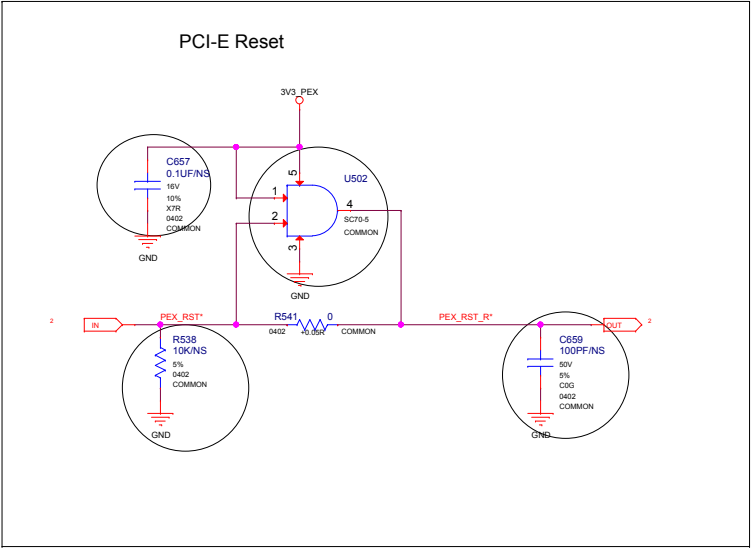 PCI-E Reset
3V3_PEX
C657
0.1UF/NS
16V
10%
X7R
0402
COMMON
GND
5
U502
1
2
4
SC70-5
COMMON
3
GND
2
IN
PEX_RST*
R541
0
0402
+0.05R
COMMON
PEX_RST_R*
OUT
2
R538
10K/NS
5%
0402
COMMON
GND
C659
100PF/NS
50V
5%
C0G
0402
COMMON
GND